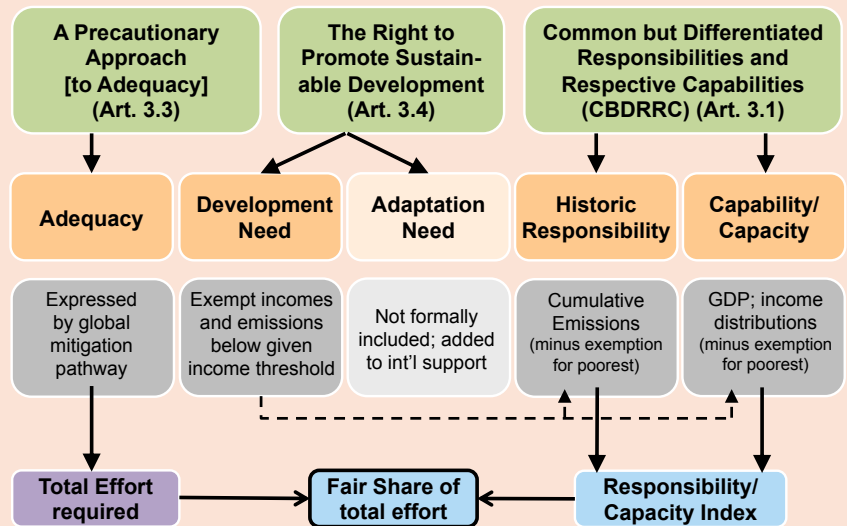 A Precautionary
Approach
[to Adequacy]
(Art. 3.3)
The Right to
Promote Sustain-
able Development
(Art. 3.4)
Common but Differentiated
Responsibilities and
Respective Capabilities
(CBDRRC) (Art. 3.1)
Adequacy
Development
Need
Adaptation
Need
Historic
Responsibility
Capability/
Capacity
Expressed
by global
mitigation
pathway
Exempt incomes
and emissions
below given
income threshold
Not formally
included; added
to int’l support
Cumulative
Emissions
(minus exemption
for poorest)
GDP; income
distributions
(minus exemption
for poorest)
Total Effort
required
Fair Share of
total effort
Responsibility/
Capacity Index